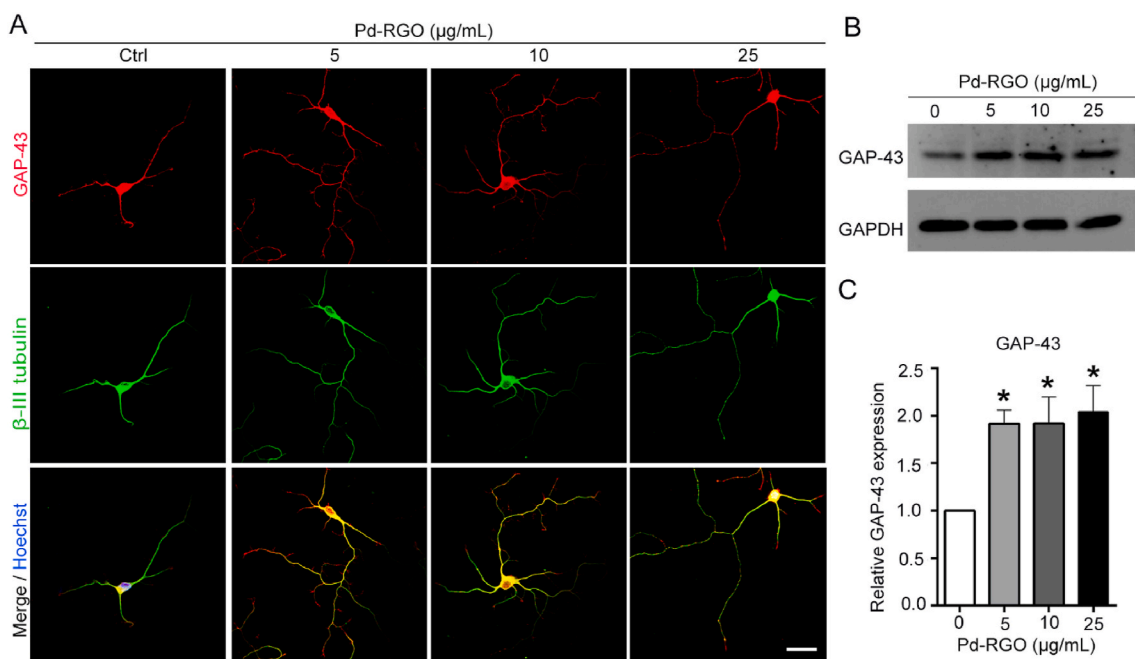 A
Pd-RGO (µg/mL)
Ctrl 5 10 25
GAP-43
β-III tubulin
Merge / Hoechst
B
Pd-RGO (µg/mL)
0 5 10 25
GAP-43
GAPDH
C
GAP-43
Relative GAP-43 expression
2.5
2.0
1.5
1.0
0.5
0.0
* * *
0 5 10 25
Pd-RGO (µg/mL)